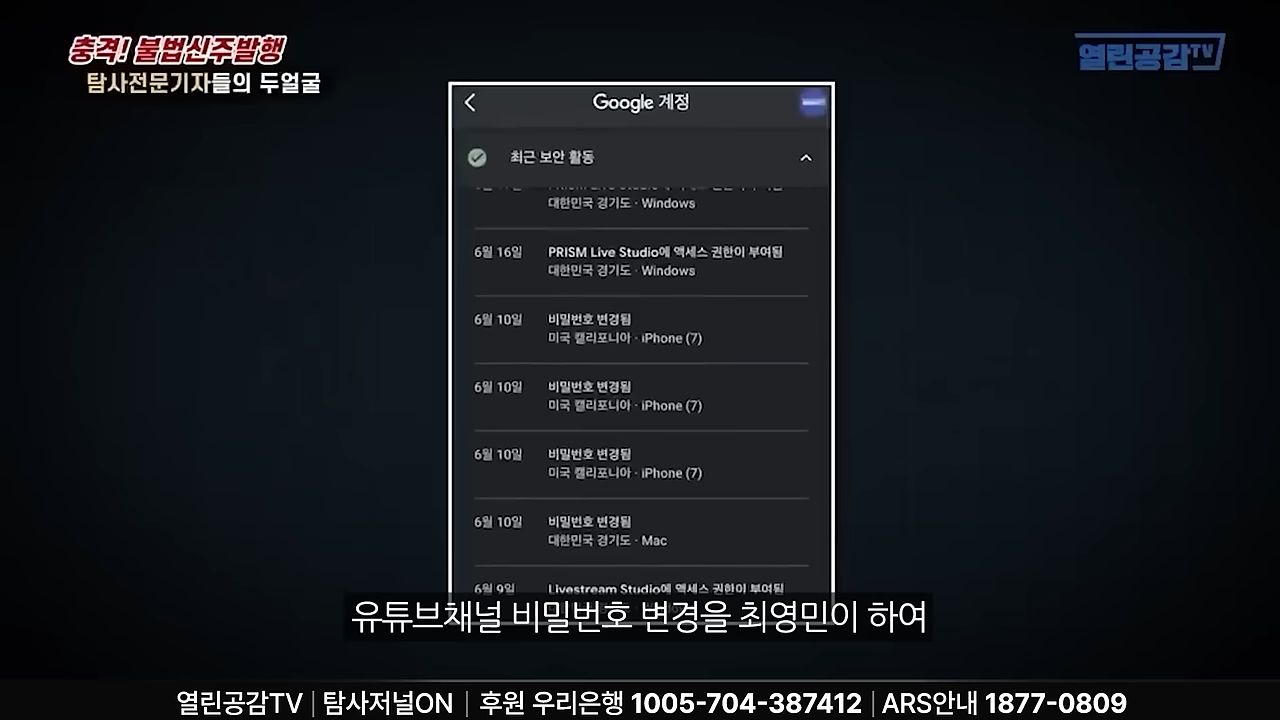 충격! 불법신주발행
탐사전문기자들의 두얼굴
열린공감TV
Google 계정
최근 보안 활동
대한민국 경기도 · Windows
6월 16일 PRISM Live Studio에 액세스 권한이 부여됨
대한민국 경기도 · Windows
6월 10일 비밀번호 변경됨
미국 캘리포니아 · iPhone (7)
6월 10일 비밀번호 변경됨
미국 캘리포니아 · iPhone (7)
6월 10일 비밀번호 변경됨
미국 캘리포니아 · iPhone (7)
6월 10일 비밀번호 변경됨
대한민국 경기도 · Mac
6월 9일 Livestream Studio에 액세스 권한이 부여됨
유튜브채널 비밀번호 변경을 최영민이 하여
열린공감TV | 탐사저널ON | 후원 우리은행 1005-704-387412 | ARS안내 1877-0809